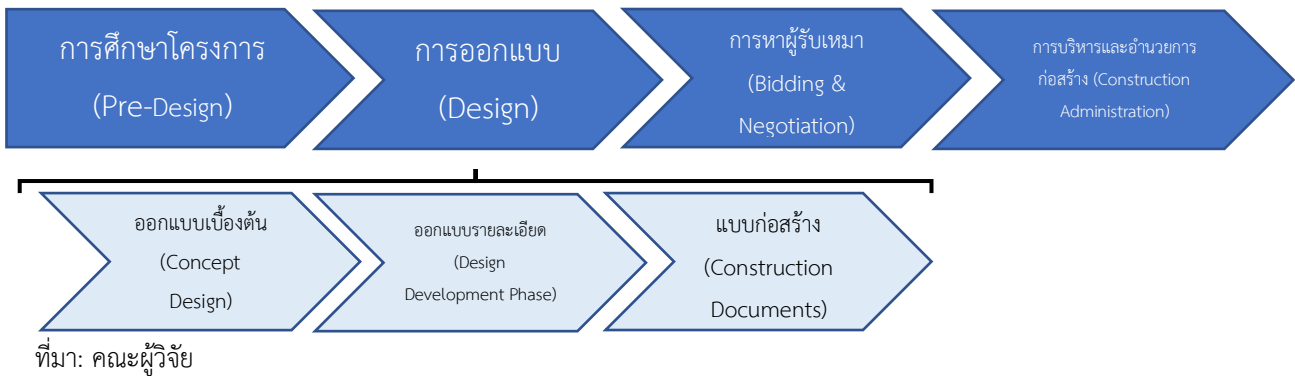 การศึกษาโครงการ
(Pre-Design)
การออกแบบ
(Design)
การหาผู้รับเหมา
(Bidding &
Negotiation)
การบริหารและอำนวยการ
ก่อสร้าง (Construction
Administration)
ออกแบบเบื้องต้น
(Concept
Design)
ออกแบบรายละเอียด
(Design
Development Phase)
แบบก่อสร้าง
(Construction
Documents)
ที่มา: คณะผู้วิจัย